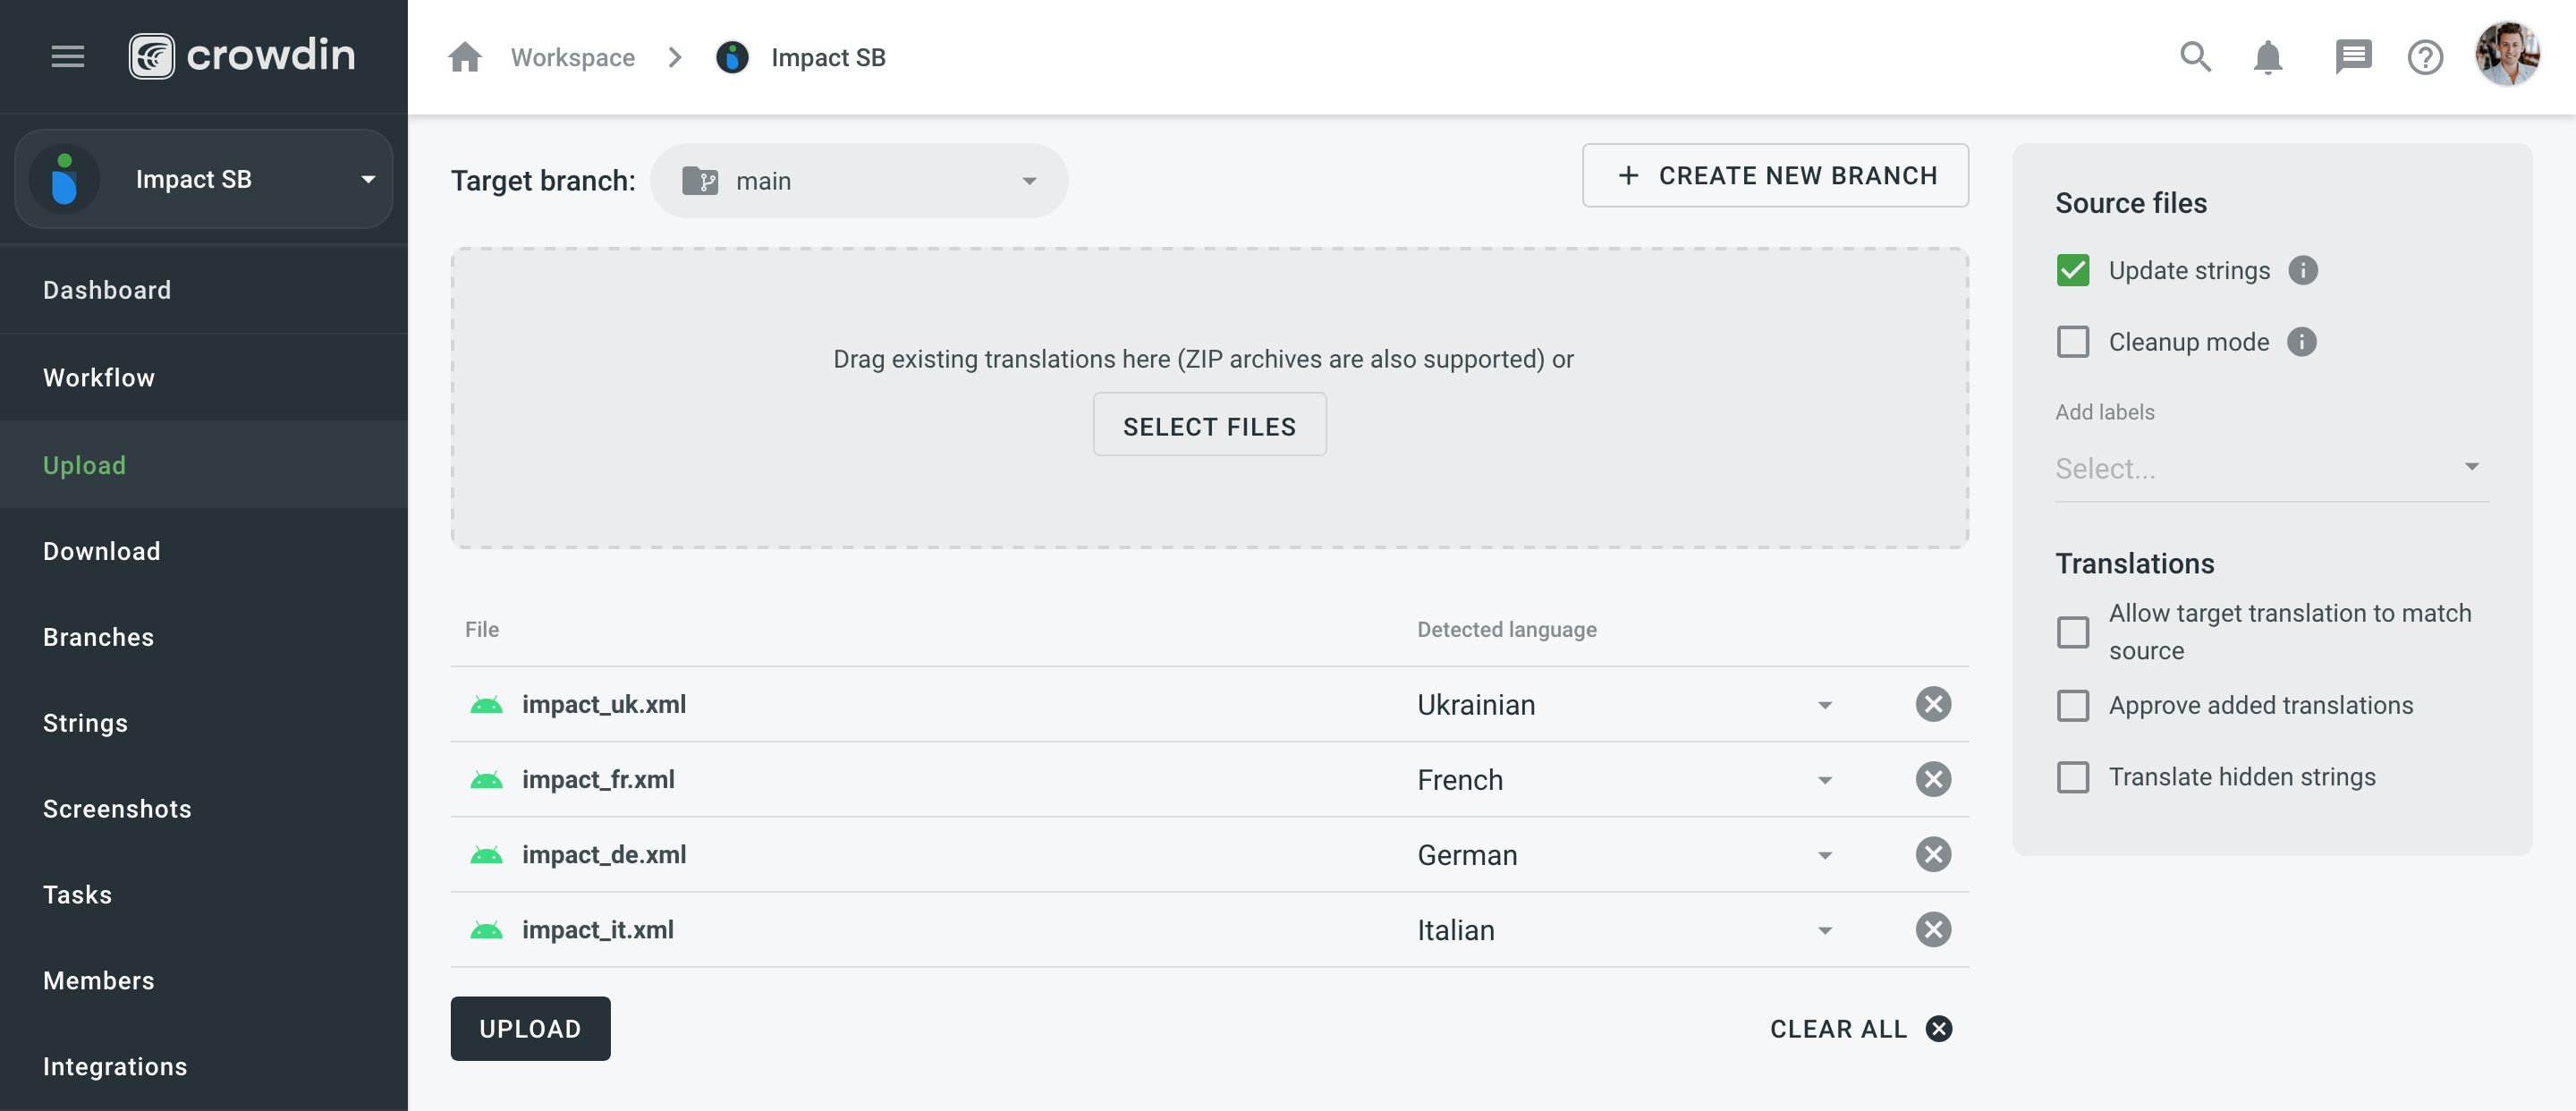 crowdin
Workspace
Impact SB
Impact SB
Dashboard
Workflow
Upload
Download
Branches
Strings
Screenshots
Tasks
Members
Integrations
Target branch:
main
+ CREATE NEW BRANCH
Drag existing translations here (ZIP archives are also supported) or
SELECT FILES
File
Detected language
impact_uk.xml
Ukrainian
impact_fr.xml
French
impact_de.xml
German
impact_it.xml
Italian
UPLOAD
CLEAR ALL
Source files
Update strings
Cleanup mode
Add labels
Select...
Translations
Allow target translation to match
source
Approve added translations
Translate hidden strings